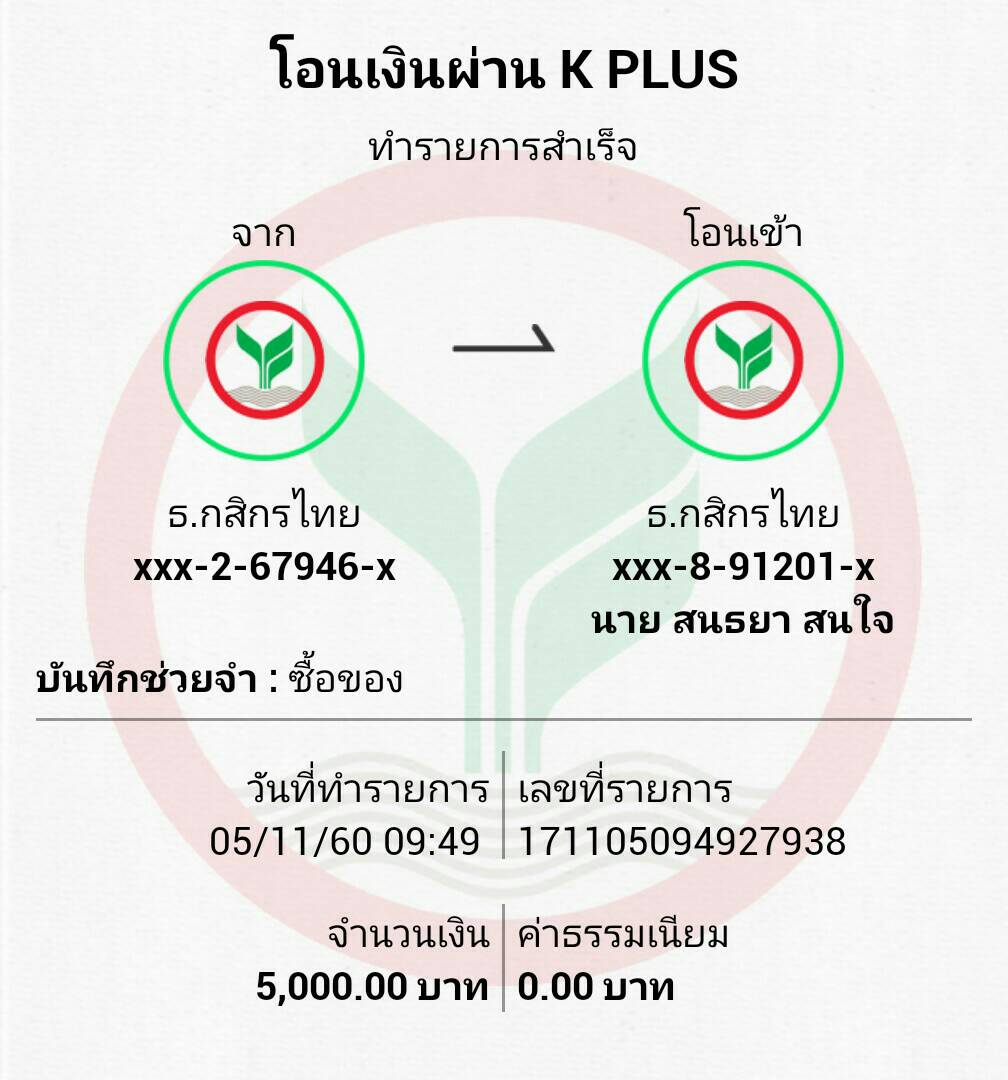 โอนเงินผ่าน K PLUS
ทำรายการสำเร็จ
จาก
โอนเข้า
ธ.กสิกรไทย
xxx-2-67946-x
ธ.กสิกรไทย
xxx-8-91201-x
นาย สนธยา สนใจ
บันทึกช่วยจำ : ซื้อของ
วันที่ทำรายการ
05/11/60 09:49
เลขที่รายการ
171105094927938
จำนวนเงิน
5,000.00 บาท
ค่าธรรมเนียม
0.00 บาท